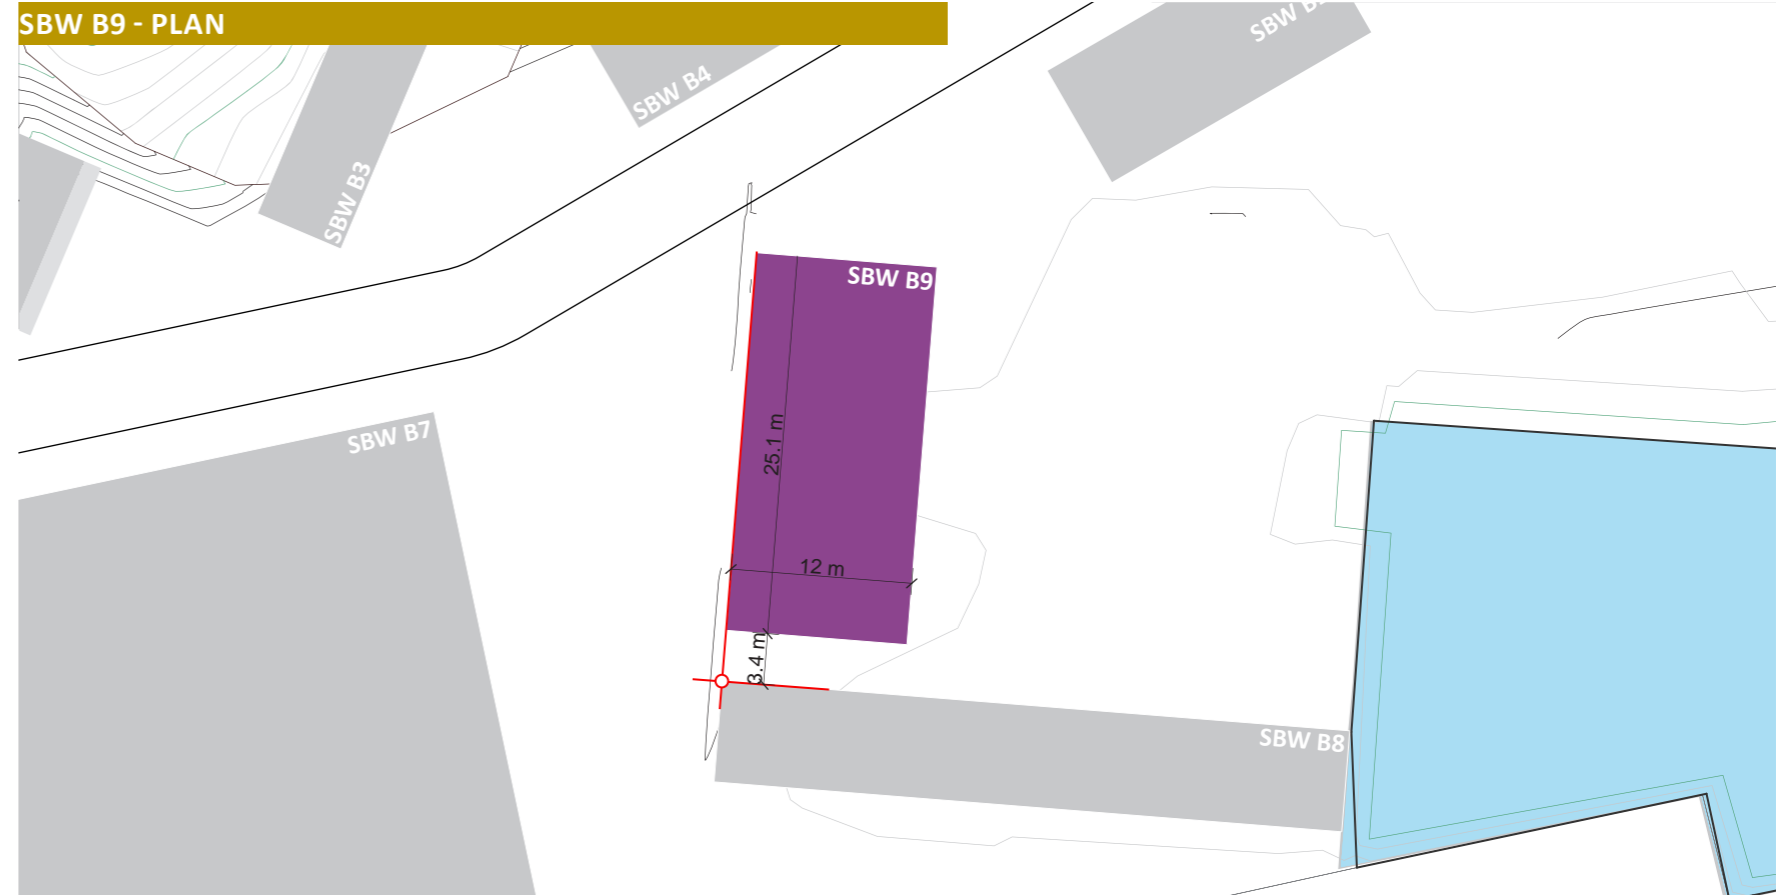 SBW B9 - PLAN
SBW B4
SBW B3
SBW B9
SBW B7
25.1 m
12 m
3.4 m
SBW B8